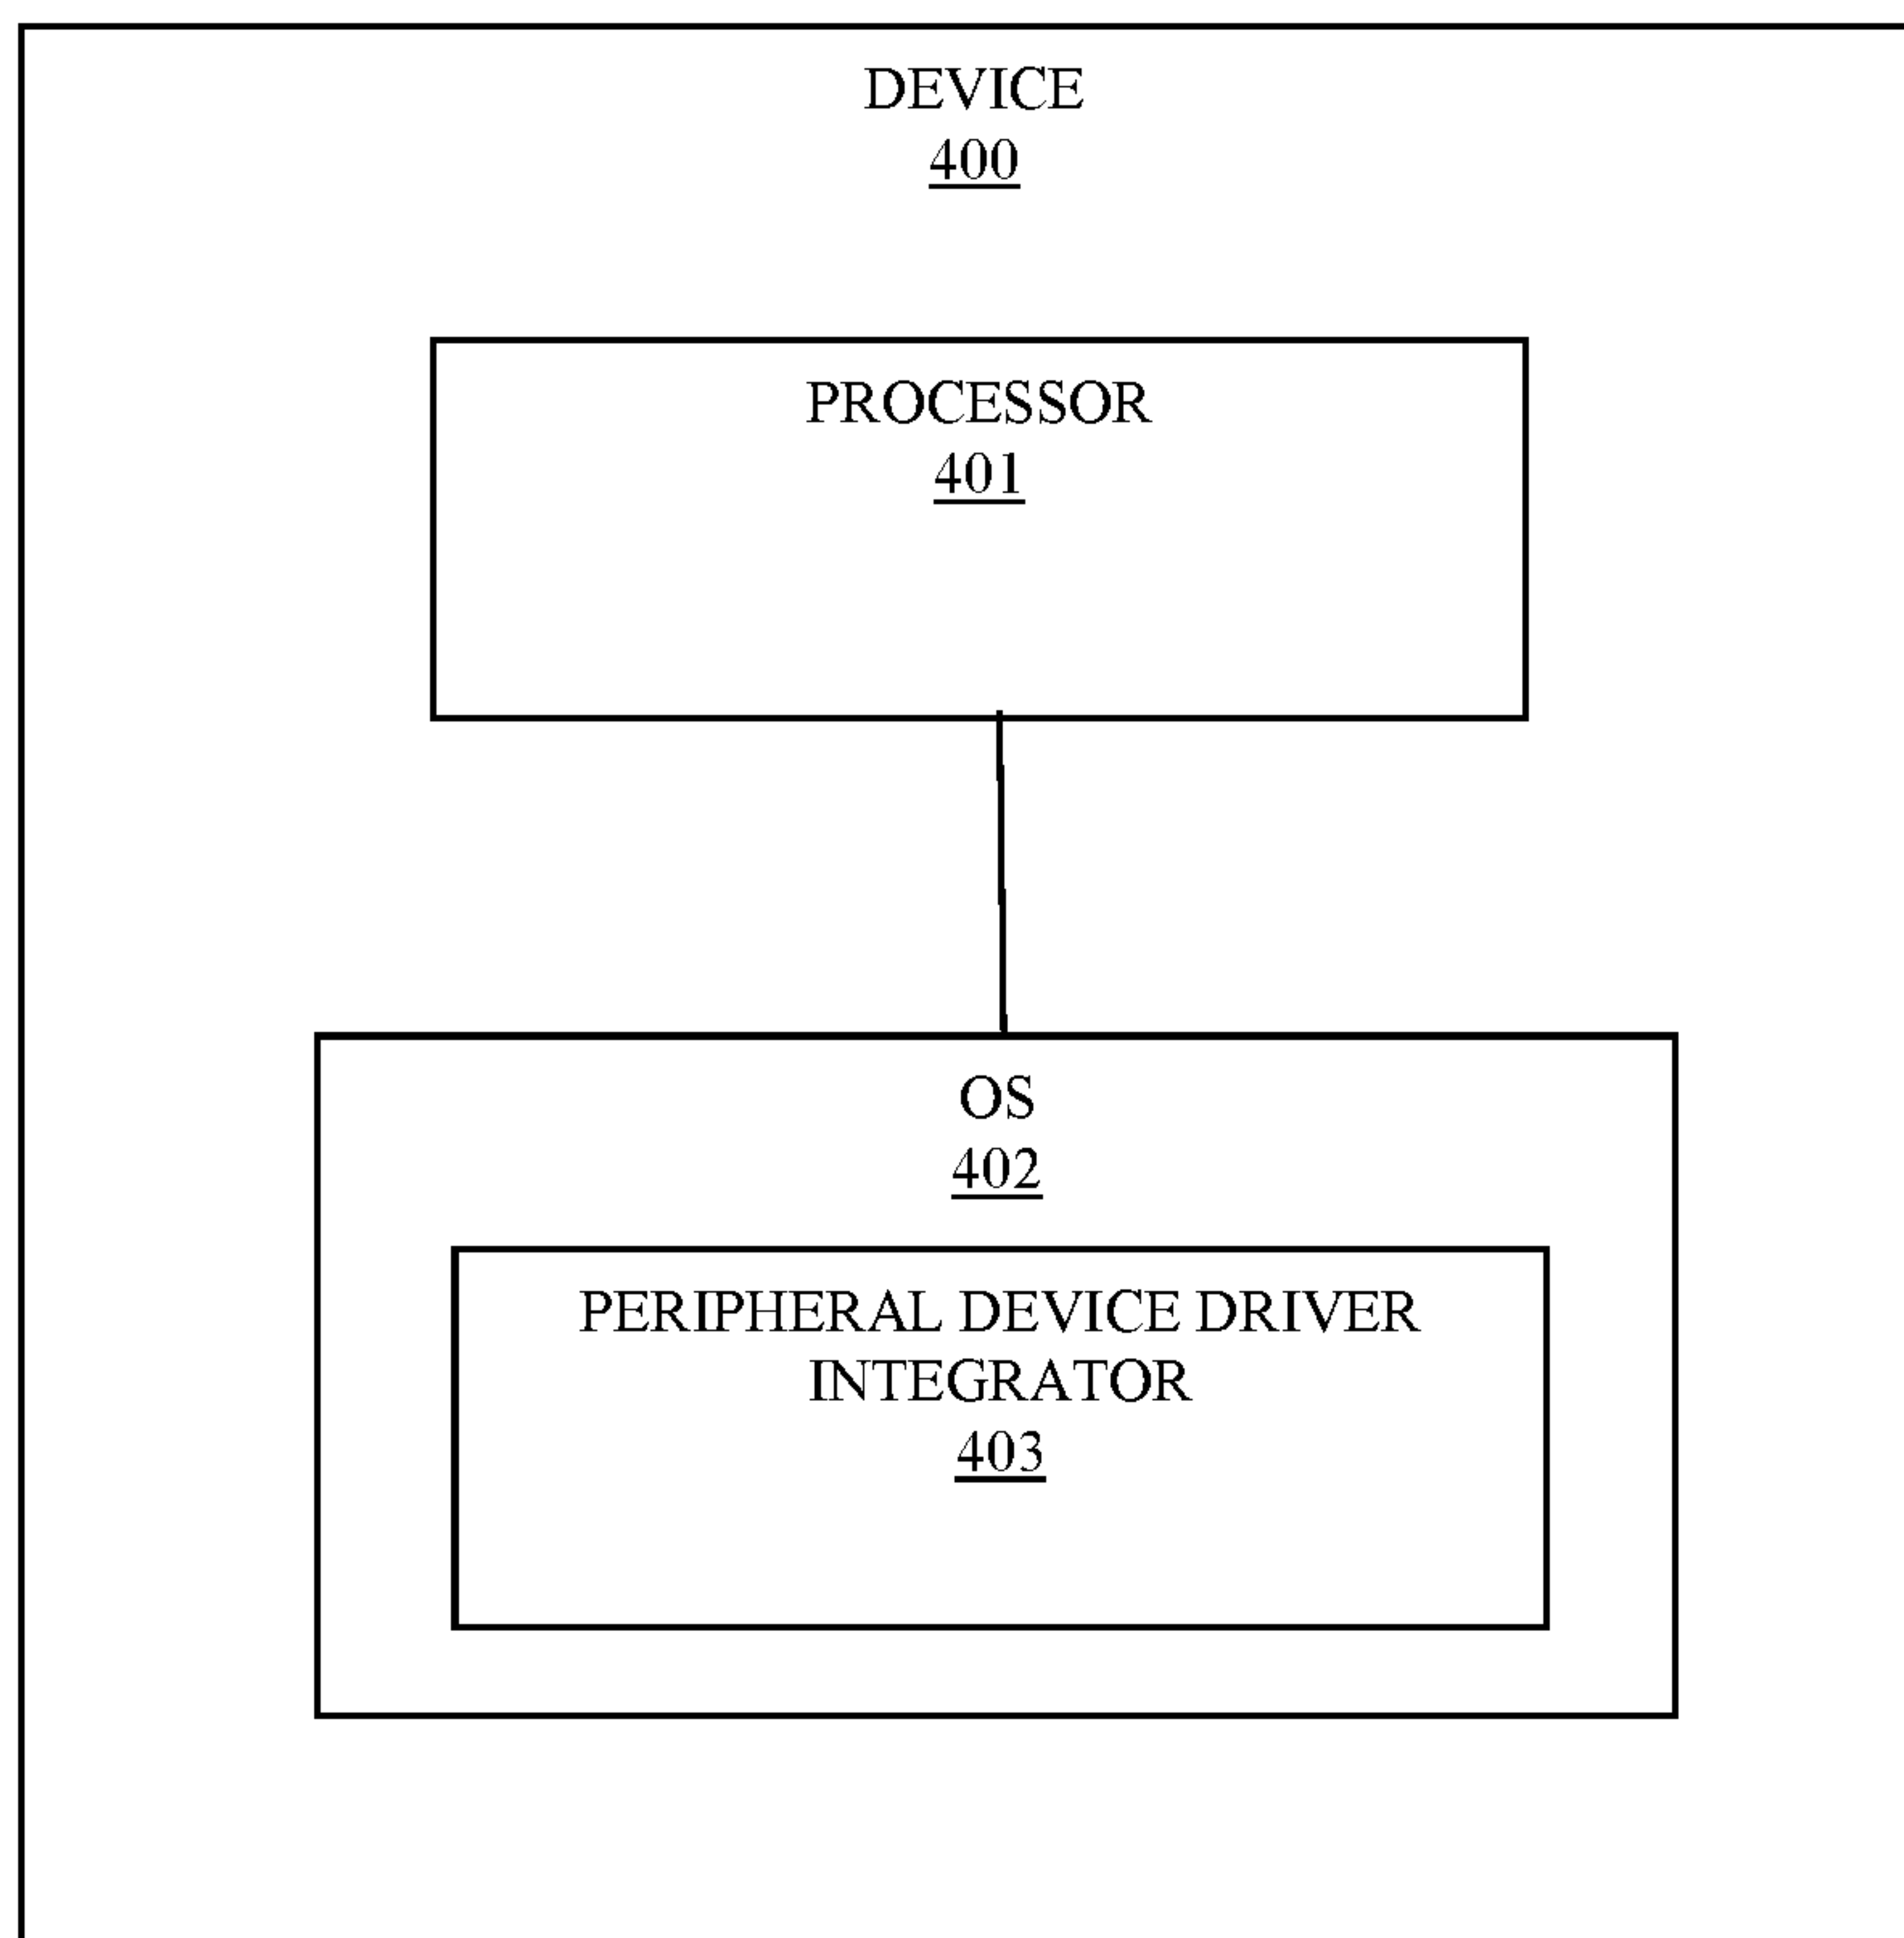 DEVICE
400
PROCESSOR
401
OS
402
PERIPHERAL DEVICE DRIVER
INTEGRATOR
403